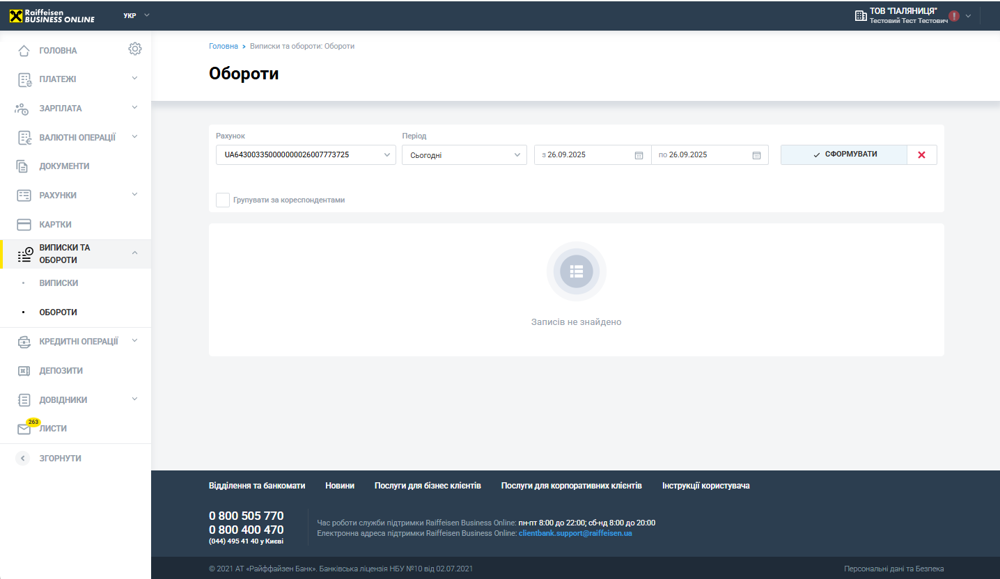 Raiffeisen
BUSINESS ONLINE
УКР
ТОВ "ПАЛЯНИЦЯ"
Тестовий Тест Тестович
ГОЛОВНА
ПЛАТЕЖІ
ЗАРПЛАТА
ВАЛЮТНІ ОПЕРАЦІЇ
ДОКУМЕНТИ
РАХУНКИ
КАРТКИ
ВИПИСКИ ТА
ОБОРОТИ
ВИПИСКИ
ОБОРОТИ
КРЕДИТНІ ОПЕРАЦІЇ
ДЕПОЗИТИ
ДОВІДНИКИ
263
ЛИСТИ
ЗГОРНУТИ
Головна > Виписки та обороти: Обороти
Обороти
Рахунок
UA643003350000000026007773725
Період
Сьогодні
з 26.09.2025
по 26.09.2025
СФОРМУВАТИ
Групувати за кореспондентами
Записів не знайдено
Відділення та банкомати Новини Послуги для бізнес клієнтів Послуги для корпоративних клієнтів Інструкції користувача
0 800 505 770
0 800 400 470
(044) 495 41 40 у Києві
Час роботи служби підтримки Raiffeisen Business Online: пн-пт 8:00 до 22:00; сб-нд 8:00 до 20:00
Електронна адреса підтримки Raiffeisen Business Online: clientbank.support@raiffeisen.ua
© 2021 АТ «Райффайзен Банк». Банківська ліцензія НБУ №10 від 02.07.2021
Персональні дані та Безпека